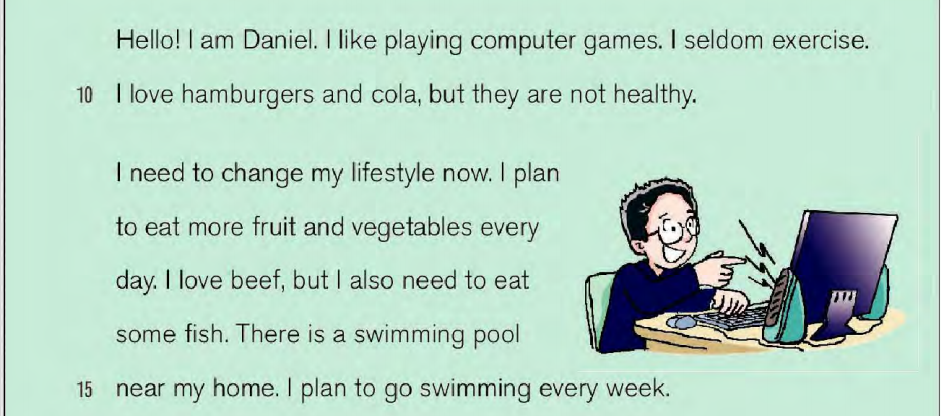 Hello! I am Daniel. I like playing computer games. I seldom exercise.
10 I love hamburgers and cola, but they are not healthy.
I need to change my lifestyle now. I plan
to eat more fruit and vegetables every
day. I love beef, but I also need to eat
some fish. There is a swimming pool
15 near my home. I plan to go swimming every week.